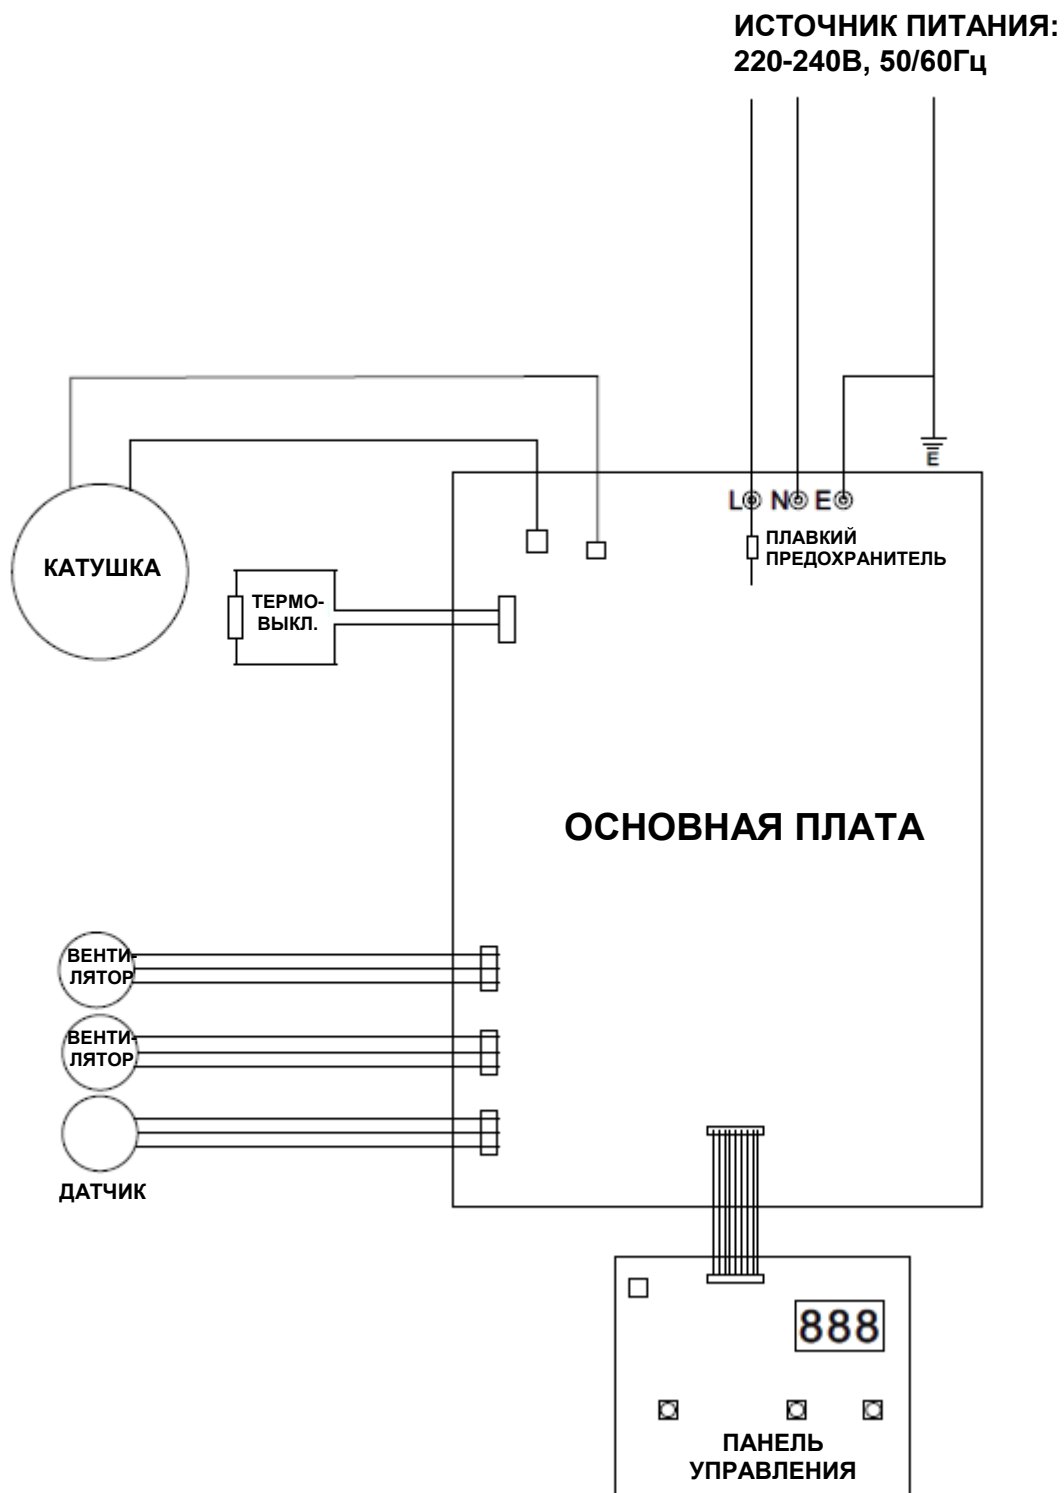 ИСТОЧНИК ПИТАНИЯ:
220-240В, 50/60Гц
E
L N E
ПЛАВКИЙ
ПРЕДОХРАНИТЕЛЬ
КАТУШКА
ТЕРМО-
ВЫКЛ.
ОСНОВНАЯ ПЛАТА
ВЕНТИ-
ЛЯТОР
ВЕНТИ-
ЛЯТОР
ДАТЧИК
888
ПАНЕЛЬ
УПРАВЛЕНИЯ